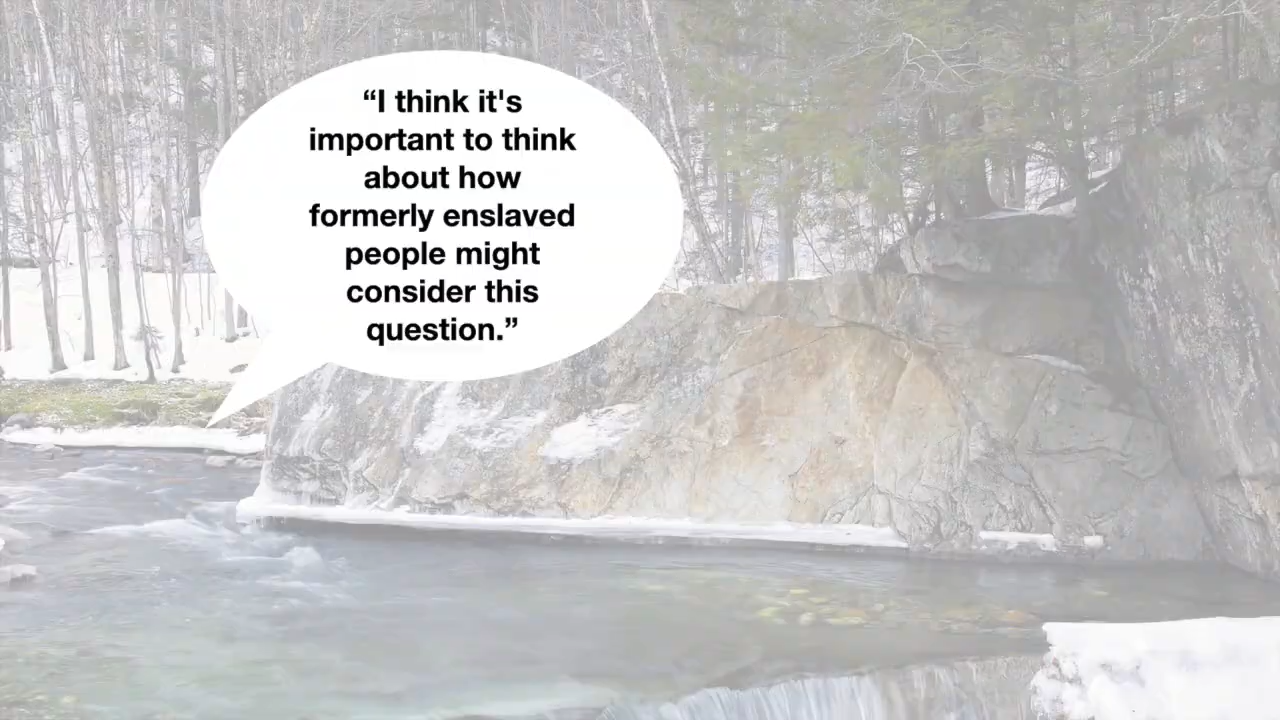 “I think it's
important to think
about how
formerly enslaved
people might
consider this
question.”